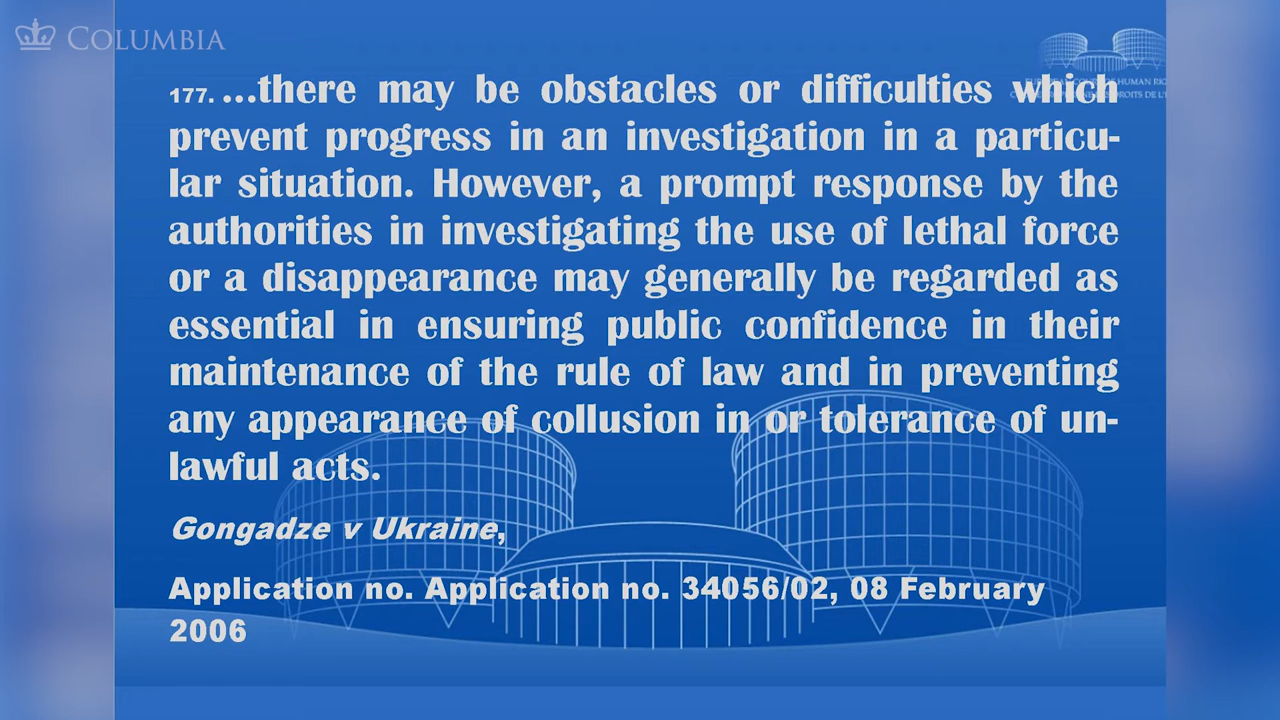 COLUMBIA
177. ...there may be obstacles or difficulties which
prevent progress in an investigation in a particu-
lar situation. However, a prompt response by the
authorities in investigating the use of lethal force
or a disappearance may generally be regarded as
essential in ensuring public confidence in their
maintenance of the rule of law and in preventing
any appearance of collusion in or tolerance of un-
lawful acts.
Gongadze v Ukraine,
Application no. Application no. 34056/02, 08 February
2006